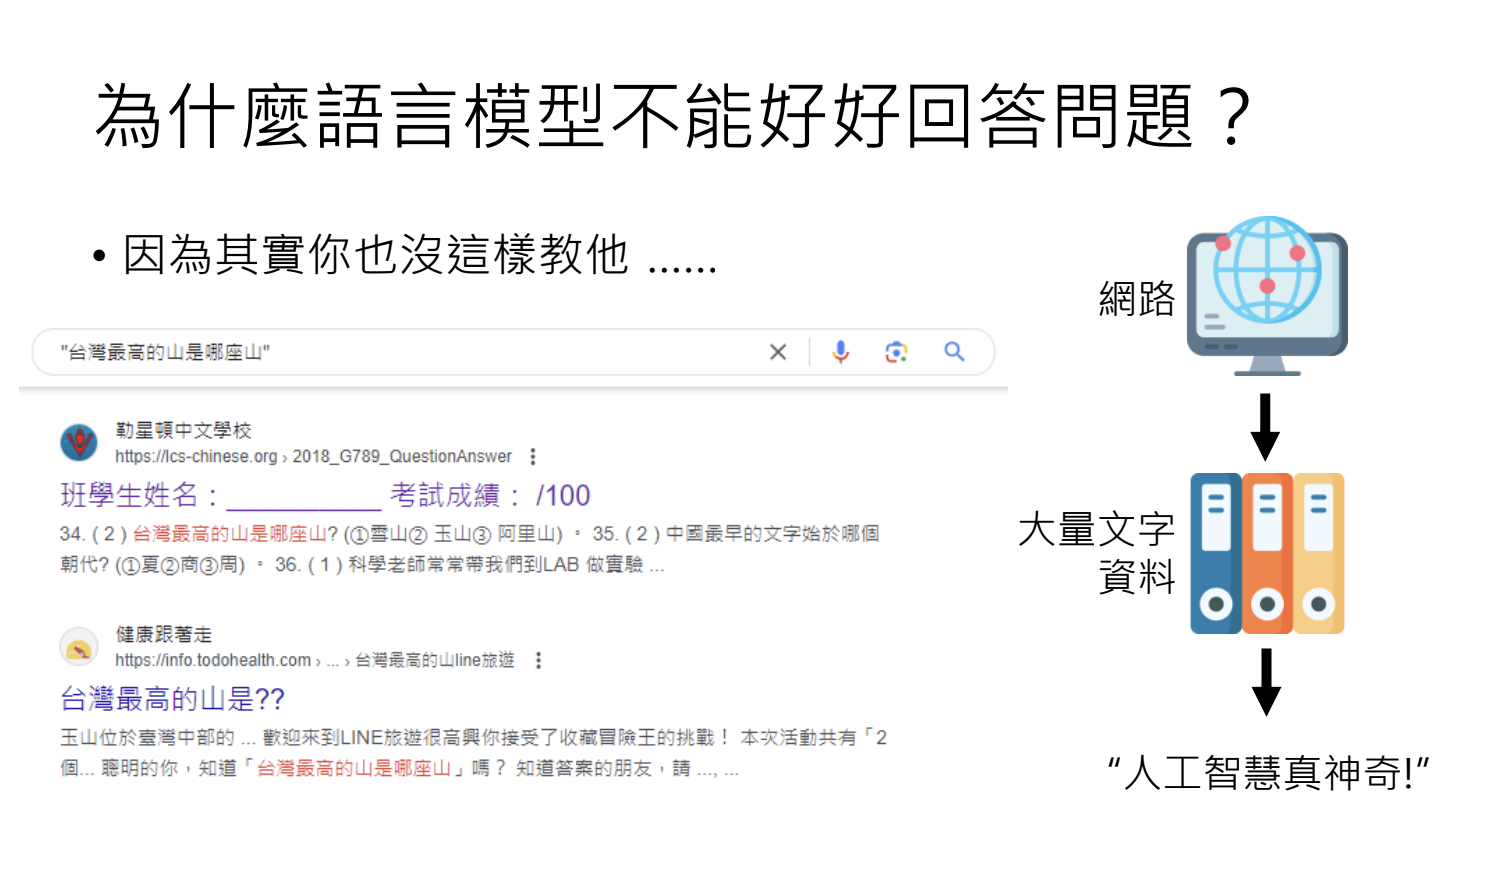 為什麼語言模型不能好好回答問題？
• 因為其實你也沒這樣教他 ......
"台灣最高的山是哪座山"
勒星頓中文學校
https://lcs-chinese.org › 2018_G789_QuestionAnswer
班學生姓名：__________ 考試成績： /100
34. ( 2 ) 台灣最高的山是哪座山? (①雪山② 玉山③ 阿里山) 。 35. ( 2 ) 中國最早的文字始於哪個
朝代? (①夏②商③周) 。 36. ( 1 ) 科學老師常常帶我們到LAB 做實驗 ...
健康跟著走
https://info.todohealth.com › ... › 台灣最高的山line旅遊
台灣最高的山是??
玉山位於臺灣中部的 ... 歡迎來到LINE旅遊很高興你接受了收藏冒險王的挑戰！ 本次活動共有「2
個... 聰明的你，知道「台灣最高的山是哪座山」嗎？ 知道答案的朋友，請 ..., ...
網路
大量文字
資料
“人工智慧真神奇!”